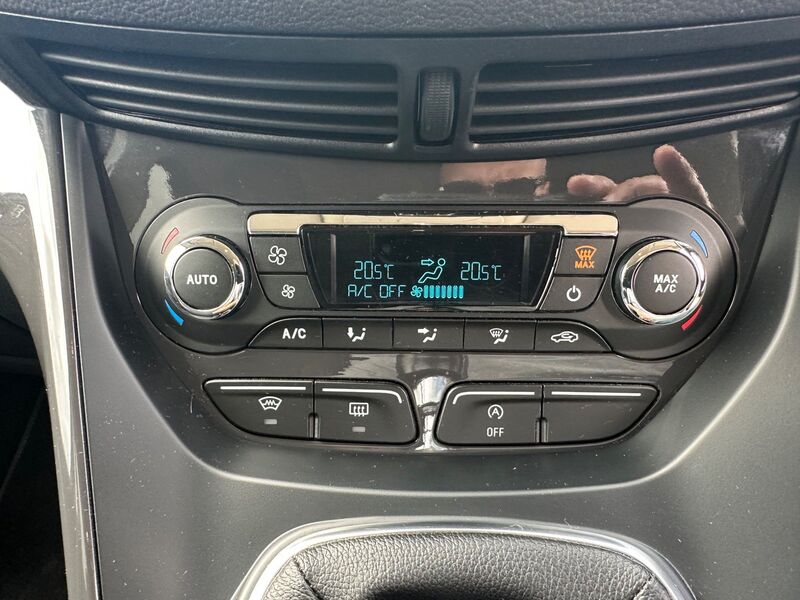 20.5°C 20.5°C
A/C OFF
AUTO
MAX
MAX
A/C
A/C
A
OFF